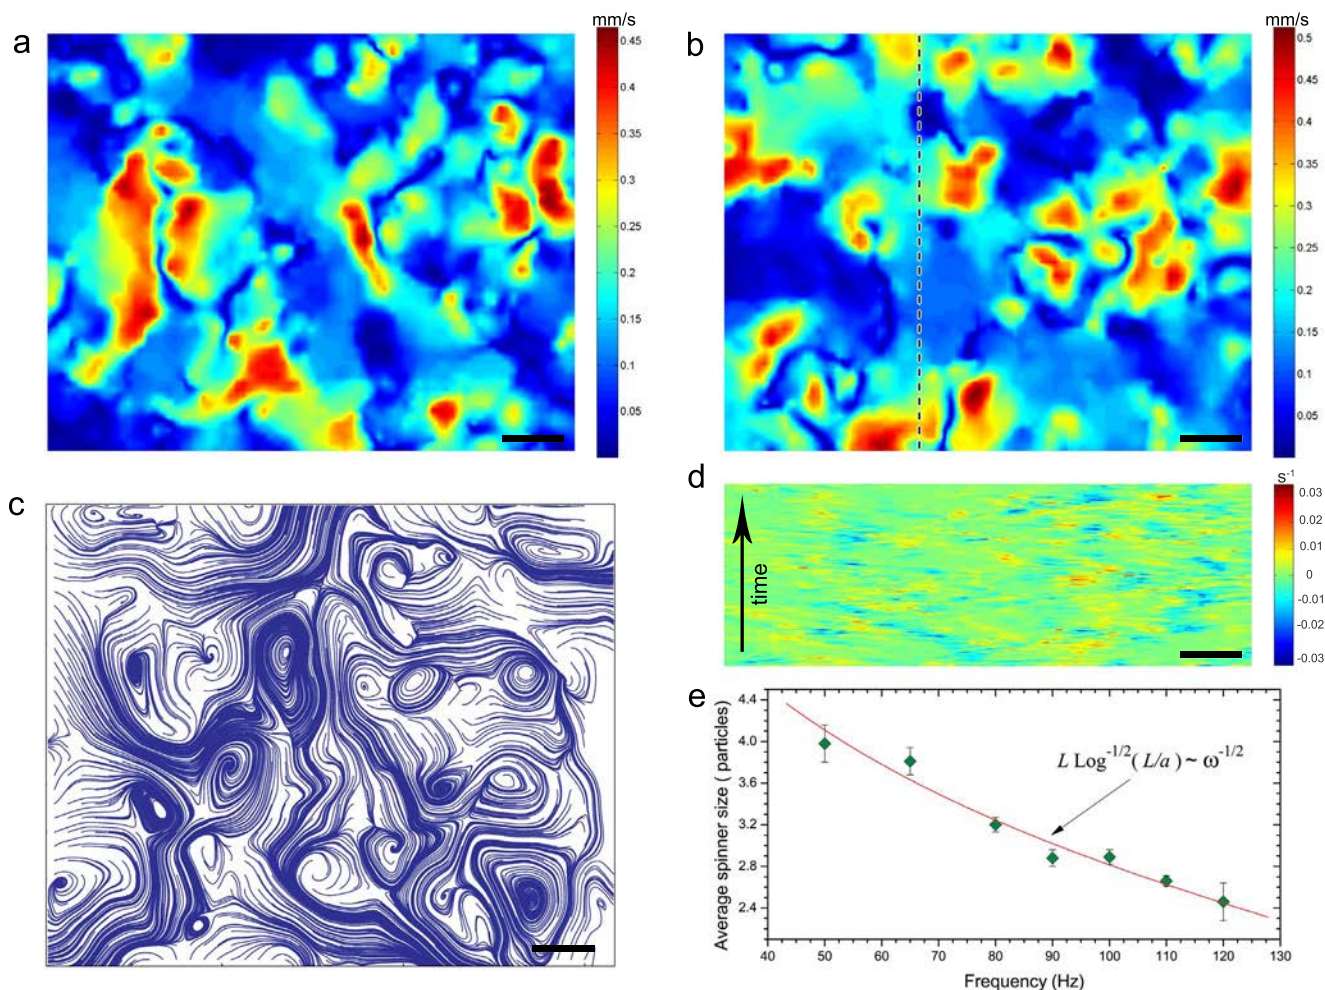 a
mm/s
0.45
0.4
0.35
0.3
0.25
0.2
0.15
0.1
0.05
b
mm/s
0.5
0.45
0.4
0.35
0.3
0.25
0.2
0.15
0.1
0.05
c
d
time
s⁻¹
0.03
0.02
0.01
0
-0.01
-0.02
-0.03
e
Average spinner size ( particles)
4.4
4.0
3.6
3.2
2.8
2.4
L Log⁻¹ᐟ²( L/a ) ~ ω⁻¹ᐟ²
40 50 60 70 80 90 100 110 120 130
Frequency (Hz)